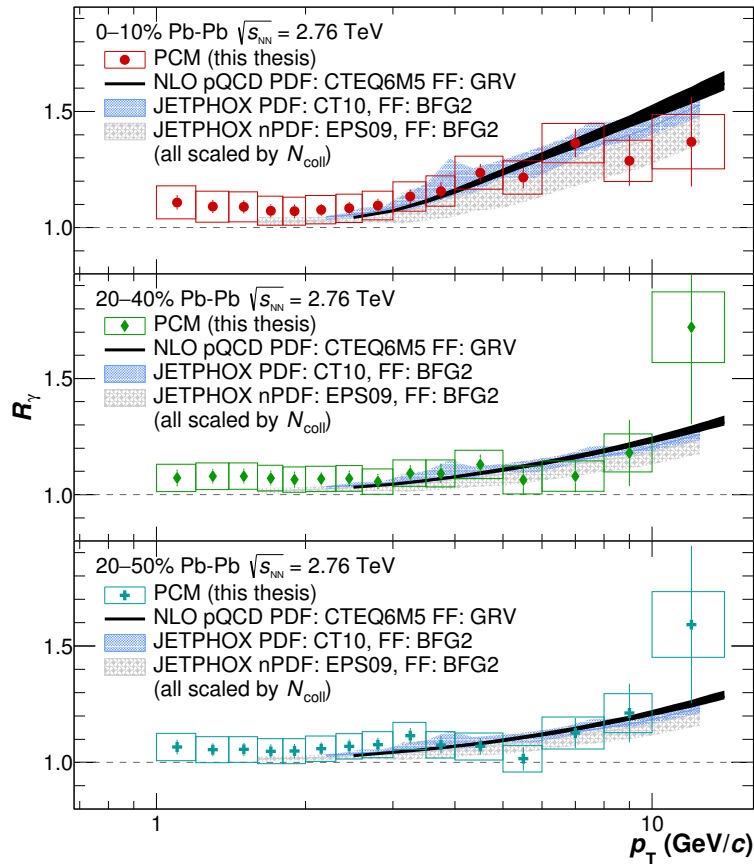 0–10% Pb-Pb √sNN = 2.76 TeV
PCM (this thesis)
NLO pQCD PDF: CTEQ6M5 FF: GRV
JETPHOX PDF: CT10, FF: BFG2
JETPHOX nPDF: EPS09, FF: BFG2
(all scaled by Ncoll)
1.5
1.0
20–40% Pb-Pb √sNN = 2.76 TeV
PCM (this thesis)
NLO pQCD PDF: CTEQ6M5 FF: GRV
JETPHOX PDF: CT10, FF: BFG2
JETPHOX nPDF: EPS09, FF: BFG2
(all scaled by Ncoll)
1.5
1.0
Rγ
20–50% Pb-Pb √sNN = 2.76 TeV
PCM (this thesis)
NLO pQCD PDF: CTEQ6M5 FF: GRV
JETPHOX PDF: CT10, FF: BFG2
JETPHOX nPDF: EPS09, FF: BFG2
(all scaled by Ncoll)
1.5
1.0
1 10
pT (GeV/c)